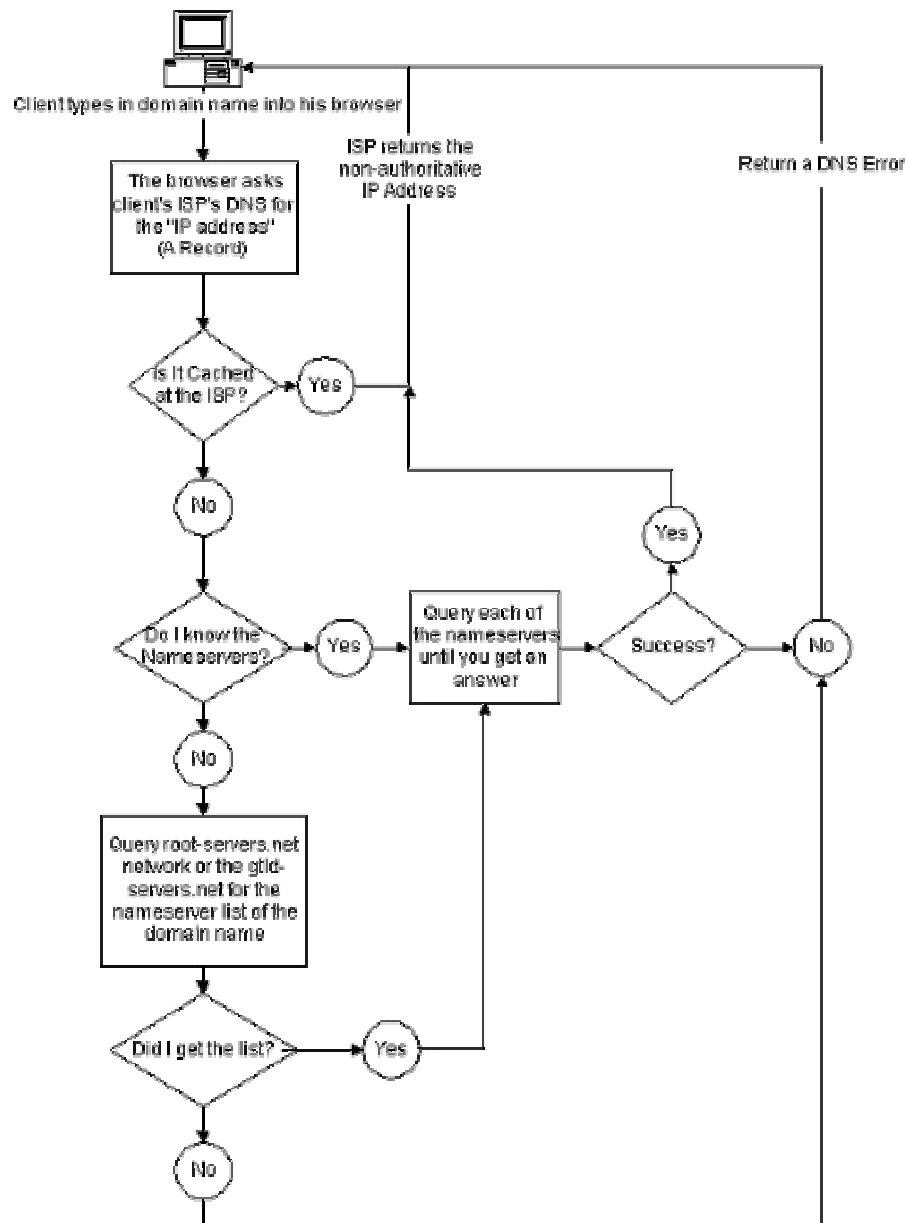 Client types in domain name into his browser
ISP returns the
non-authoritative
IP Address
Return a DNS Error
The browser asks
client's ISP's DNS for
the "IP address"
(A Record)
Is It Cached
at the ISP?
Yes
No
Yes
Do I know the
Nameservers?
Yes
Query each of
the nameservers
until you get an
answer
Success?
No
No
Query root-servers.net
network or the gtld-
servers.net for the
nameserver list of the
domain name
Did I get the list?
Yes
No